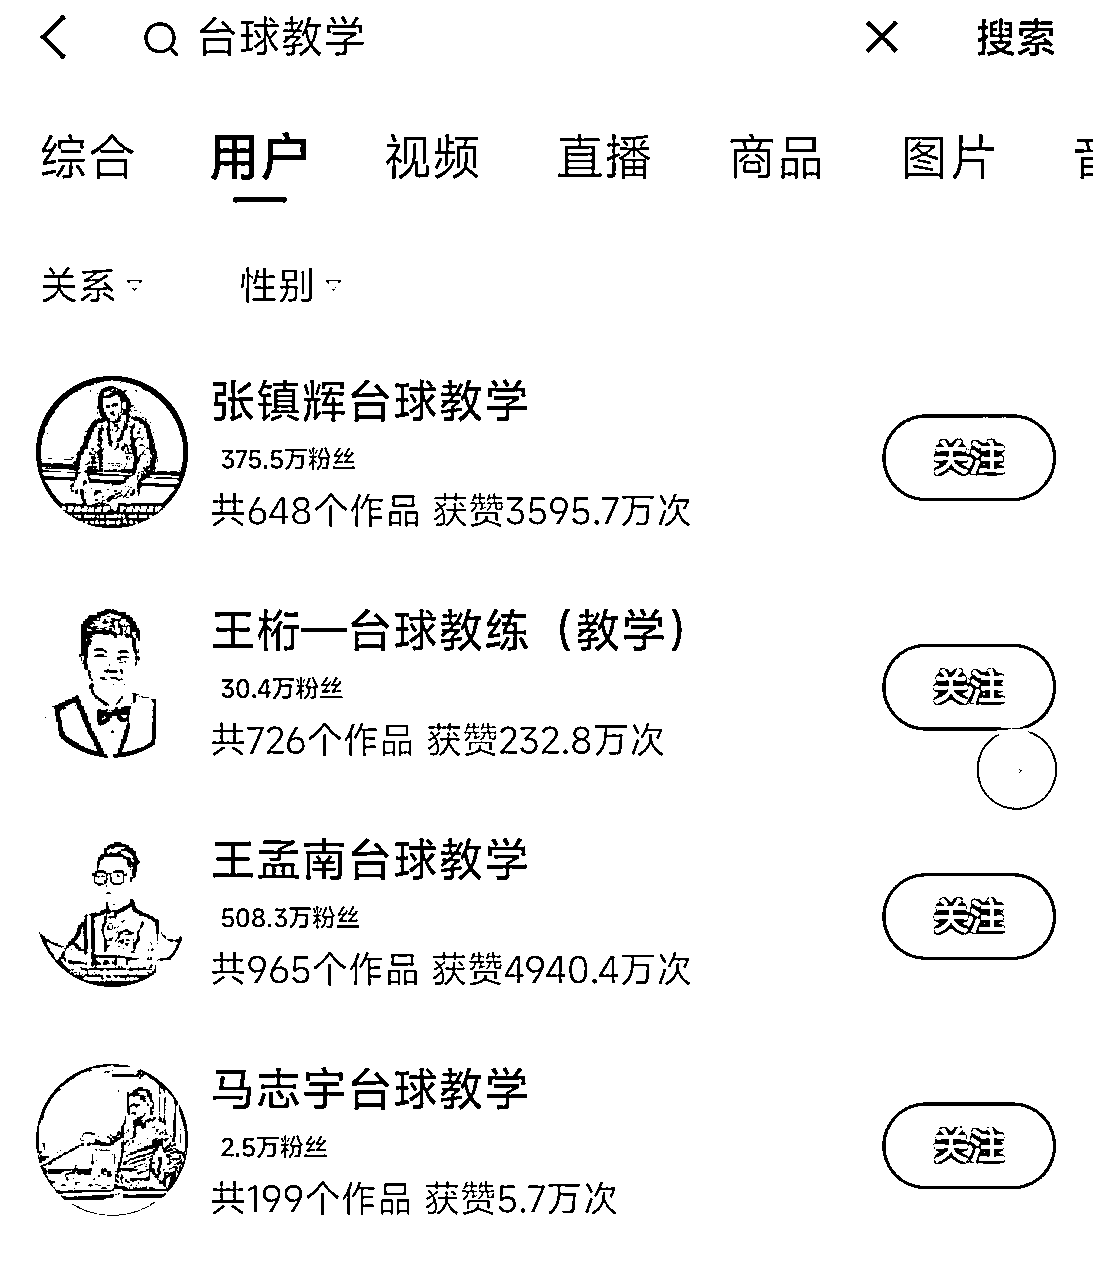 台球教学 搜索
综合 用户 视频 直播 商品 图片
关系 性别
张镇辉台球教学
375.5万粉丝
共648个作品 获赞3595.7万次
关注
王桁一台球教练（教学）
30.4万粉丝
共726个作品 获赞232.8万次
关注
王孟南台球教学
508.3万粉丝
共965个作品 获赞4940.4万次
关注
马志宇台球教学
2.5万粉丝
共199个作品 获赞5.7万次
关注